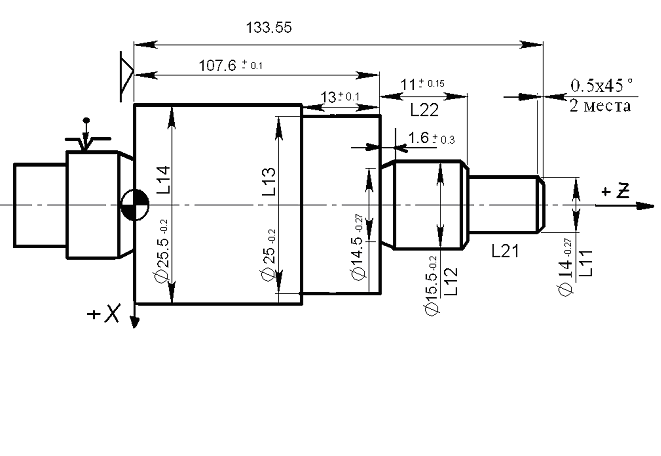 133.55
107.6 ± 0.1
11 ± 0.15
0.5x45°
13 ± 0.1
L22
2 места
1.6 ± 0.3
L14
L13
+ Z
+ X
Ø25.5 -0.2
Ø25 -0.2
Ø14.5 -0.27
Ø15.5 -0.2
L12
L21
Ø14 -0.27
L11